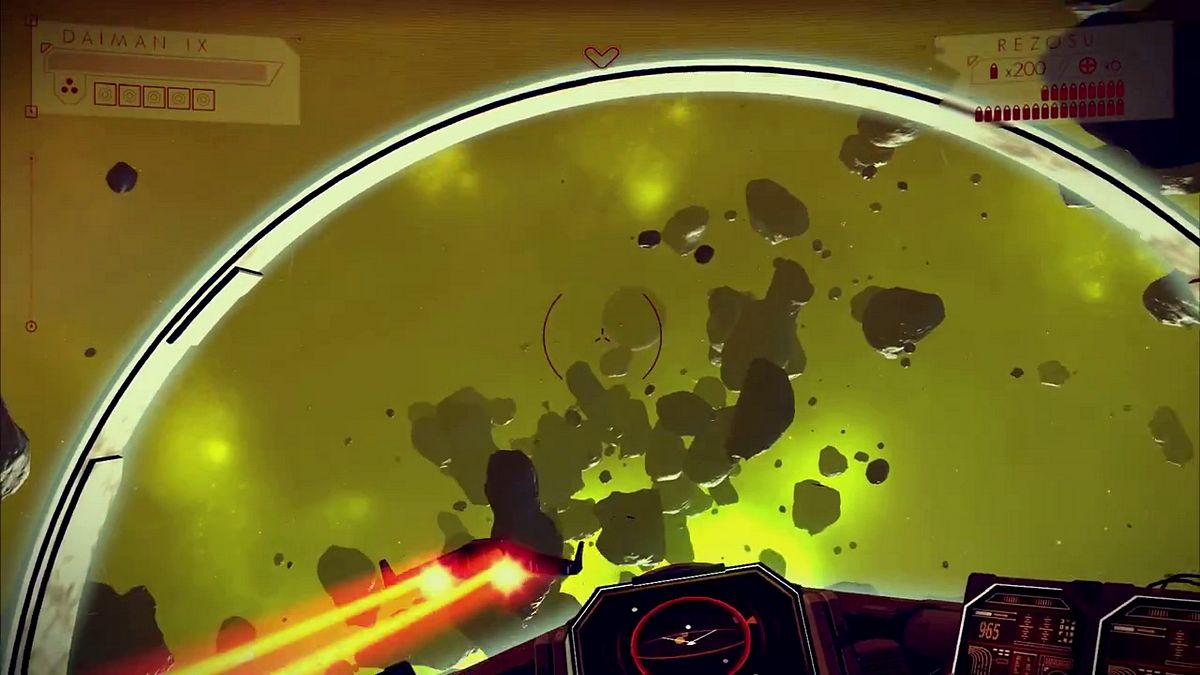 DAIMAN IX
REZOSU
x200 x0
965